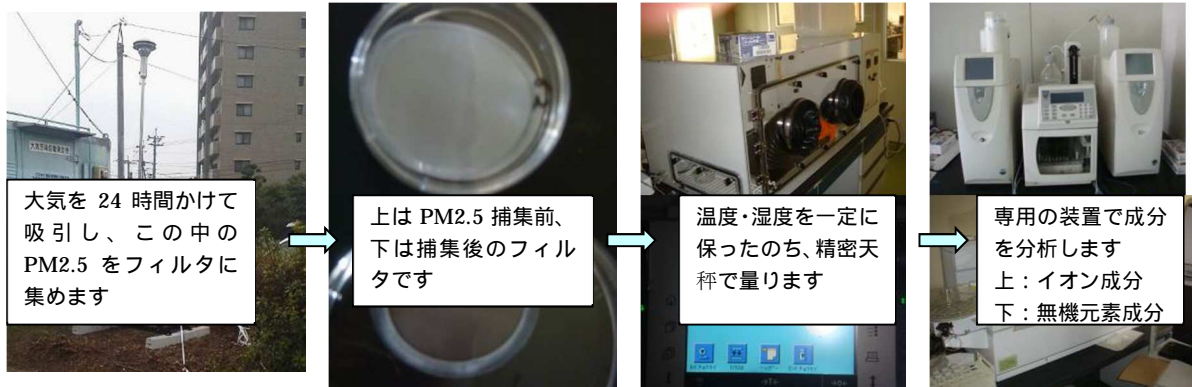 大気を 24 時間かけて
吸引し、この中の
PM2.5 をフィルタに
集めます
上は PM2.5 捕集前、
下は捕集後のフィル
タです
温度・湿度を一定に
保ったのち、精密天
秤で量ります
専用の装置で成分
を分析します
上：イオン成分
下：無機元素成分